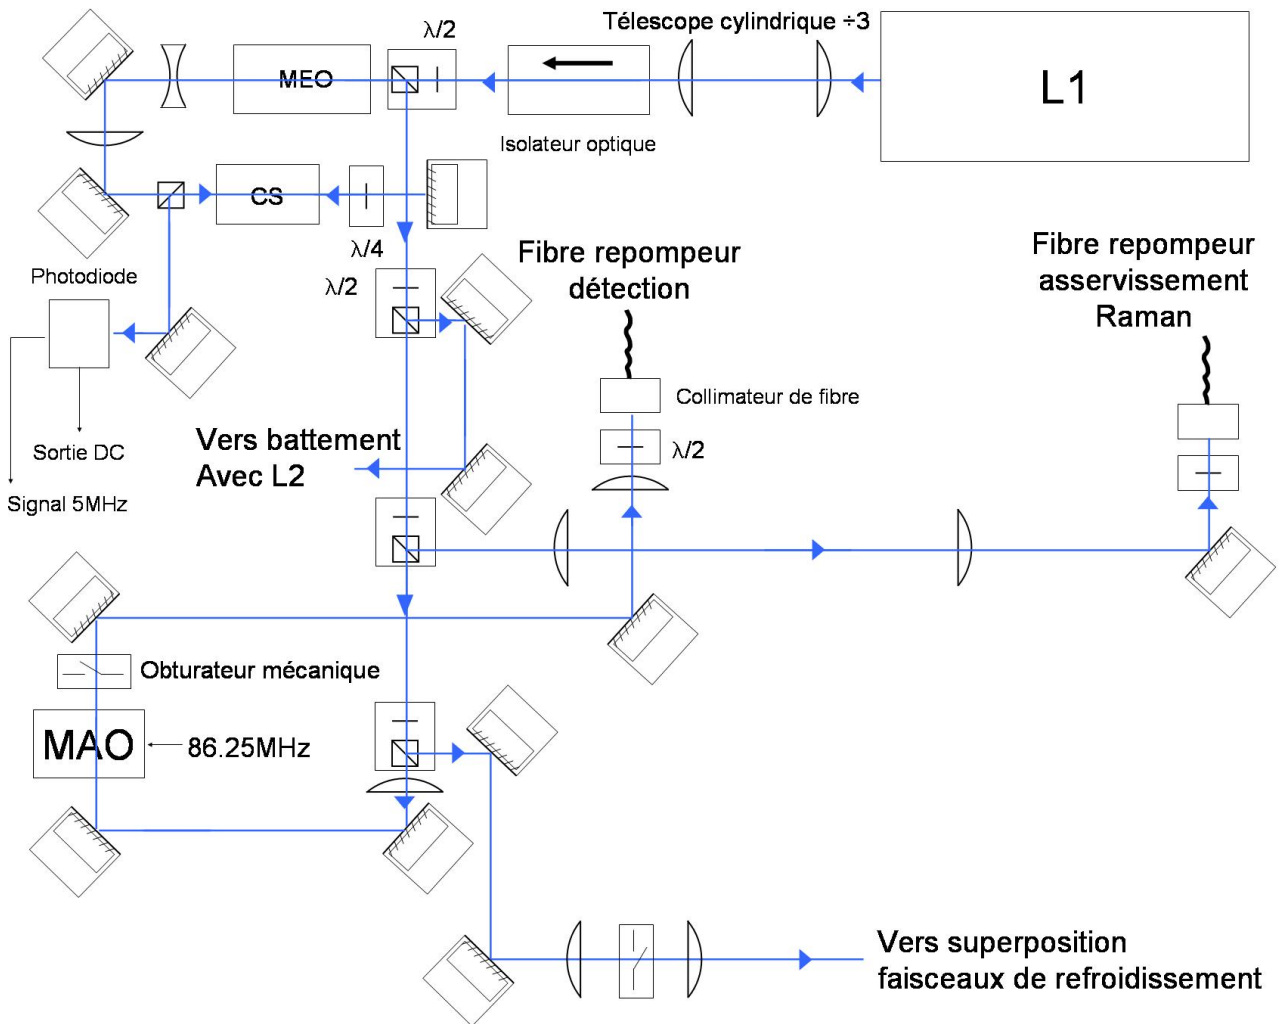 Télescope cylindrique ÷3
λ/2
MEO
L1
Isolateur optique
CS
λ/4
λ/2
Photodiode
Fibre repompeur
détection
Fibre repompeur
asservissement
Raman
Collimateur de fibre
λ/2
Vers battement
Avec L2
Sortie DC
Signal 5MHz
Obturateur mécanique
MAO
86.25MHz
Vers superposition
faisceaux de refroidissement